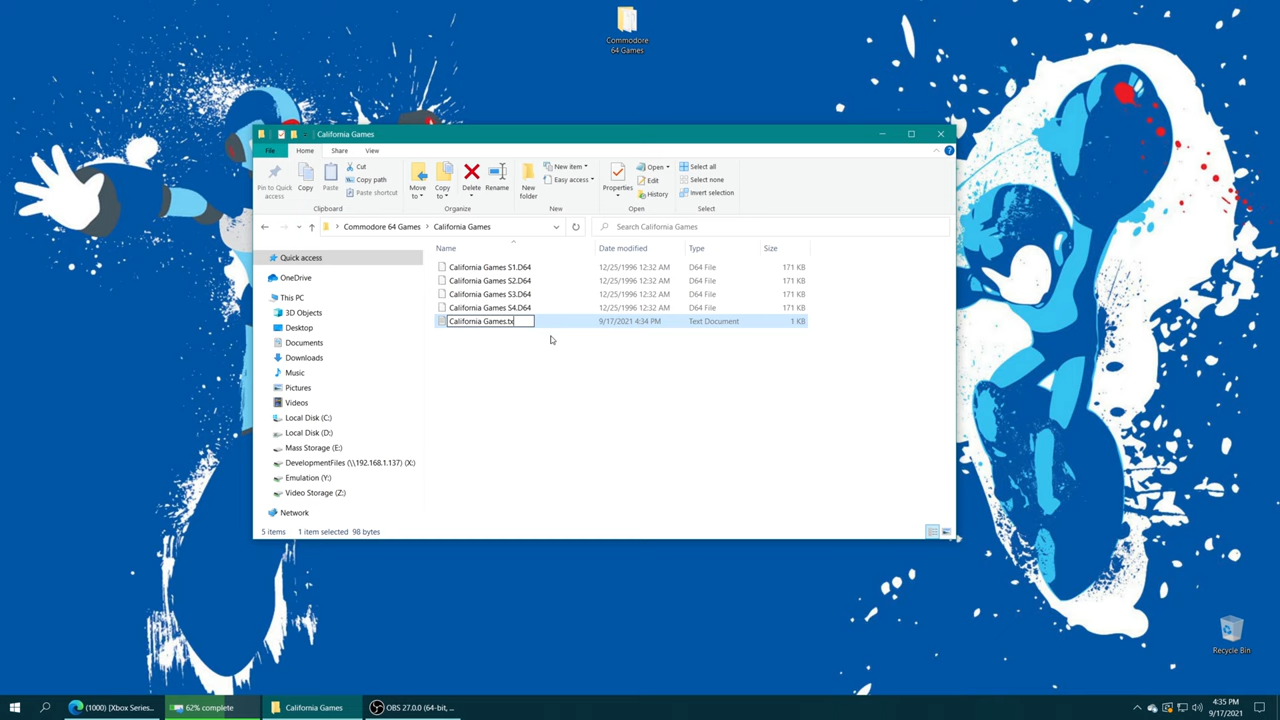 Commodore
64 Games
California Games
File
Home
Share
View
Pin to Quick
access
Copy
Paste
Cut
Copy path
Paste shortcut
Clipboard
Move
to
Copy
to
Delete
Rename
Organize
New
folder
New item
Easy access
New
Properties
Open
Edit
History
Open
Select all
Select none
Invert selection
Select
Commodore 64 Games
California Games
Search California Games
Name
Date modified
Type
Size
Quick access
OneDrive
This PC
3D Objects
Desktop
Documents
Downloads
Music
Pictures
Videos
Local Disk (C:)
Local Disk (D:)
Mass Storage (E:)
DevelopmentFiles (\\192.168.1.137) (X:)
Emulation (Y:)
Video Storage (Z:)
Network
California Games S1.D64 12/25/1996 12:32 AM D64 File 171 KB
California Games S2.D64 12/25/1996 12:32 AM D64 File 171 KB
California Games S3.D64 12/25/1996 12:32 AM D64 File 171 KB
California Games S4.D64 12/25/1996 12:32 AM D64 File 171 KB
California Games.tx 9/17/2021 4:34 PM Text Document 1 KB
5 items 1 item selected 98 bytes
Recycle Bin
(1000) [Xbox Series...
62% complete
California Games
OBS 27.0.0 (64-bit, ...
4:35 PM
9/17/2021